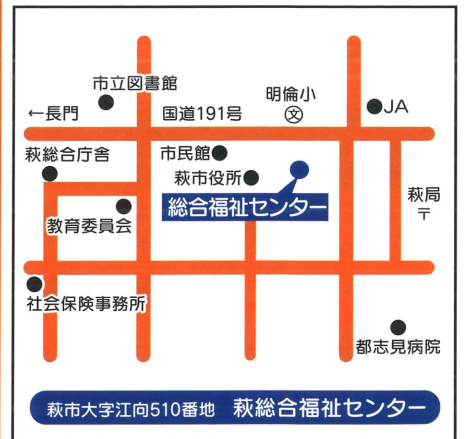 市立図書館
明倫小
文
JA
←長門
国道191号
萩総合庁舎
市民館
萩市役所
総合福祉センター
萩局
〒
教育委員会
社会保険事務所
都志見病院
萩市大字江向510番地 萩総合福祉センター